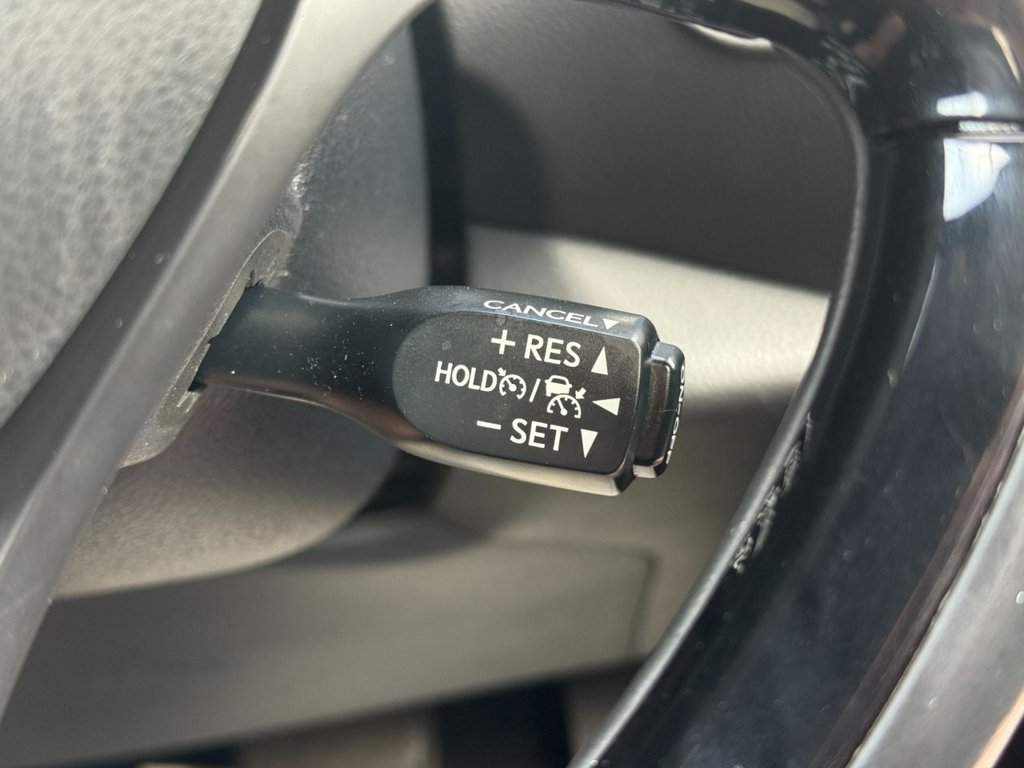 CANCEL▼
+ RES ▲
HOLD / ◀
− SET ▼